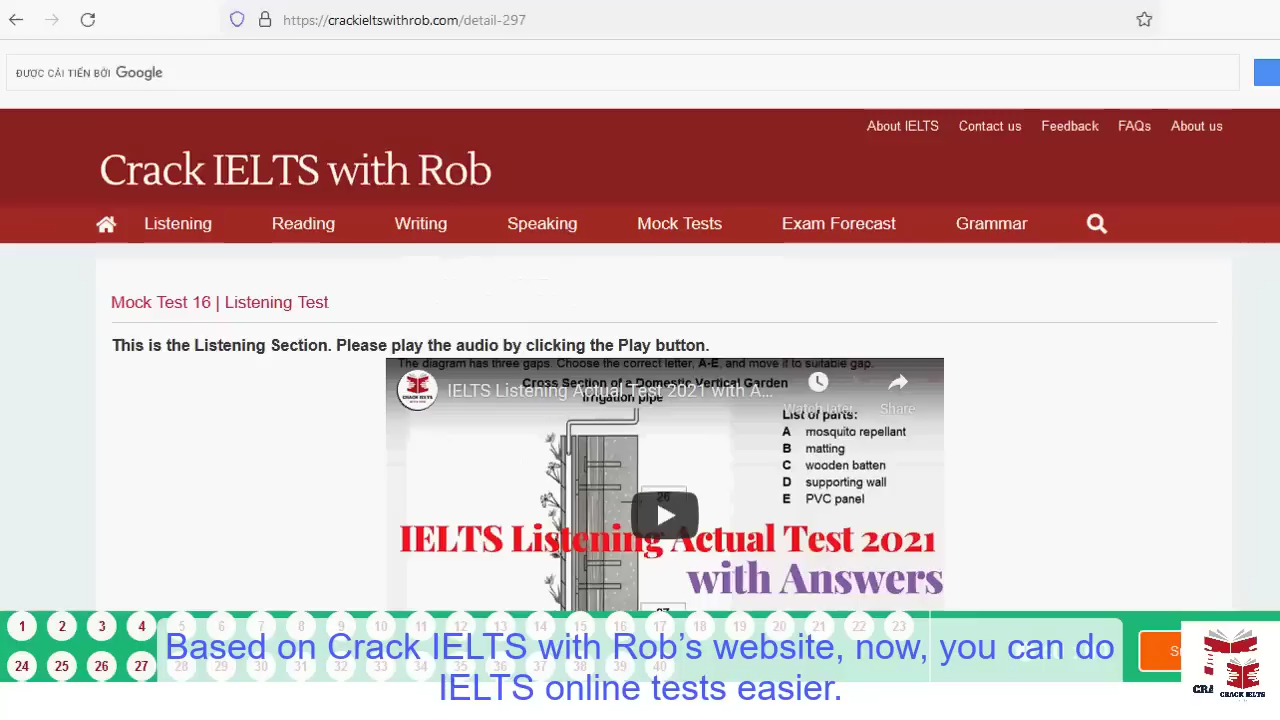 https://crackieltswithrob.com/detail-297
ĐƯỢC CẢI TIẾN BỞI Google
About IELTS Contact us Feedback FAQs About us
Crack IELTS with Rob
Listening Reading Writing Speaking Mock Tests Exam Forecast Grammar
Mock Test 16 | Listening Test
This is the Listening Section. Please play the audio by clicking the Play button.
The diagram has three gaps. Choose the correct letter, A-E, and move it to suitable gap.
Cross Section of a Domestic Vertical Garden
IELTS Listening Actual Test 2021 with A...
Irrigation pipe
Watch later Share
List of parts:
A mosquito repellant
B matting
C wooden batten
D supporting wall
E PVC panel
26
IELTS Listening Actual Test 2021
with Answers
27
1 2 3 4 5 6 7 8 9 10 11 12 13 14 15 16 17 18 19 20 21 22 23
24 25 26 27 28 29 30 31 32 33 34 35 36 37 38 39 40
Based on Crack IELTS with Rob's website, now, you can do
IELTS online tests easier.
CRACK IELTS